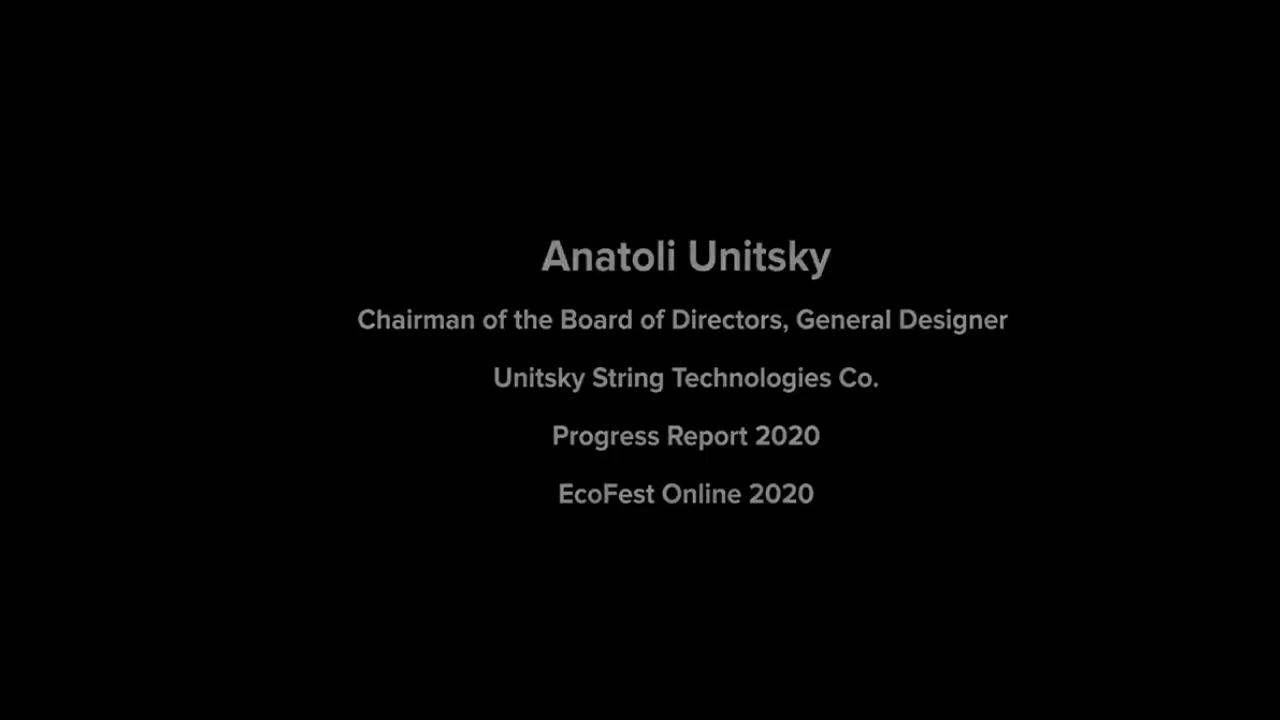 Anatoli Unitsky
Chairman of the Board of Directors, General Designer
Unitsky String Technologies Co.
Progress Report 2020
EcoFest Online 2020